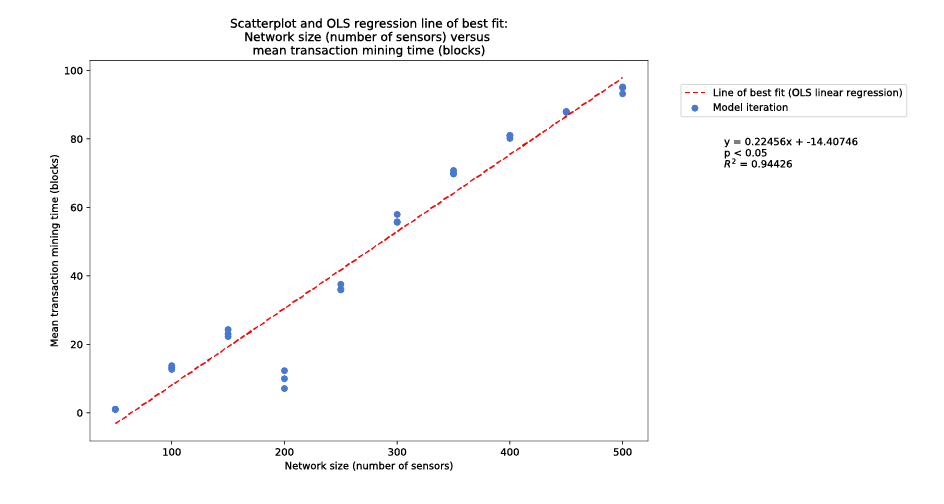 Scatterplot and OLS regression line of best fit:
Network size (number of sensors) versus
mean transaction mining time (blocks)
100
80
60
40
20
0
Mean transaction mining time (blocks)
100
200
300
400
500
Network size (number of sensors)
Line of best fit (OLS linear regression)
Model iteration
y = 0.22456x + -14.40746
p < 0.05
R² = 0.94426